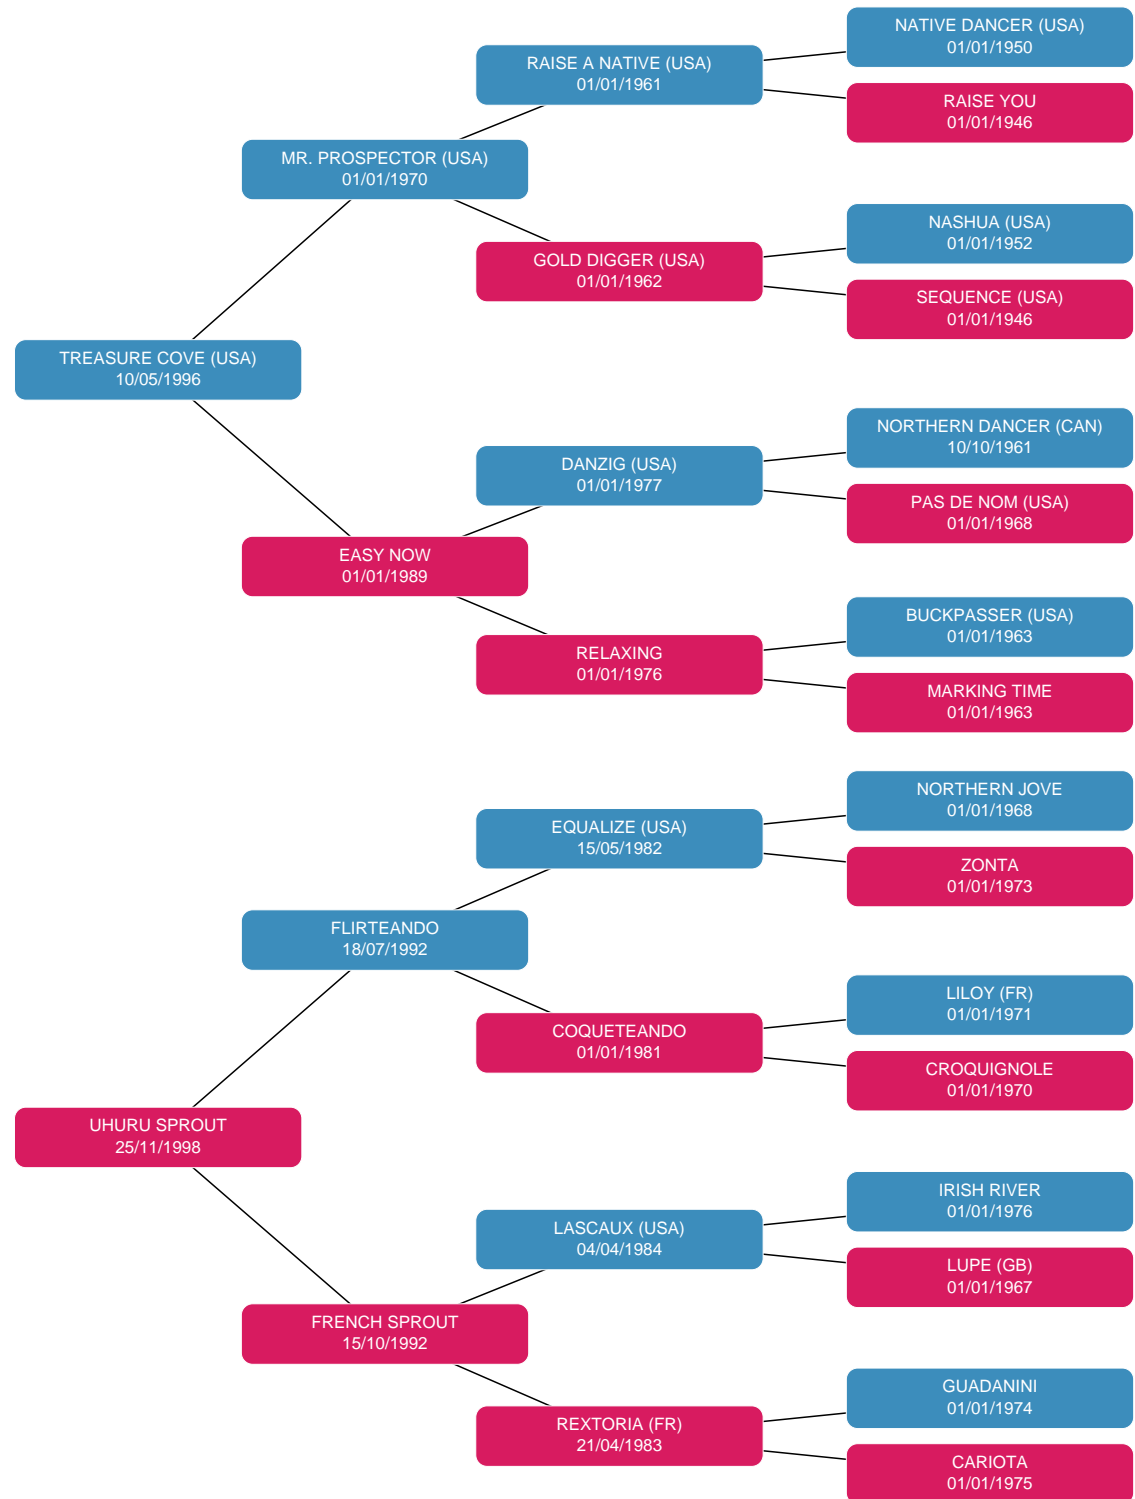 NATIVE DANCER (USA)
01/01/1950
RAISE A NATIVE (USA)
01/01/1961
RAISE YOU
01/01/1946
MR. PROSPECTOR (USA)
01/01/1970
NASHUA (USA)
01/01/1952
GOLD DIGGER (USA)
01/01/1962
SEQUENCE (USA)
01/01/1946
TREASURE COVE (USA)
10/05/1996
NORTHERN DANCER (CAN)
10/10/1961
DANZIG (USA)
01/01/1977
PAS DE NOM (USA)
01/01/1968
EASY NOW
01/01/1989
BUCKPASSER (USA)
01/01/1963
RELAXING
01/01/1976
MARKING TIME
01/01/1963
NORTHERN JOVE
01/01/1968
EQUALIZE (USA)
15/05/1982
ZONTA
01/01/1973
FLIRTEANDO
18/07/1992
LILOY (FR)
01/01/1971
COQUETEANDO
01/01/1981
CROQUIGNOLE
01/01/1970
UHURU SPROUT
25/11/1998
IRISH RIVER
01/01/1976
LASCAUX (USA)
04/04/1984
LUPE (GB)
01/01/1967
FRENCH SPROUT
15/10/1992
GUADANINI
01/01/1974
REXTORIA (FR)
21/04/1983
CARIOTA
01/01/1975